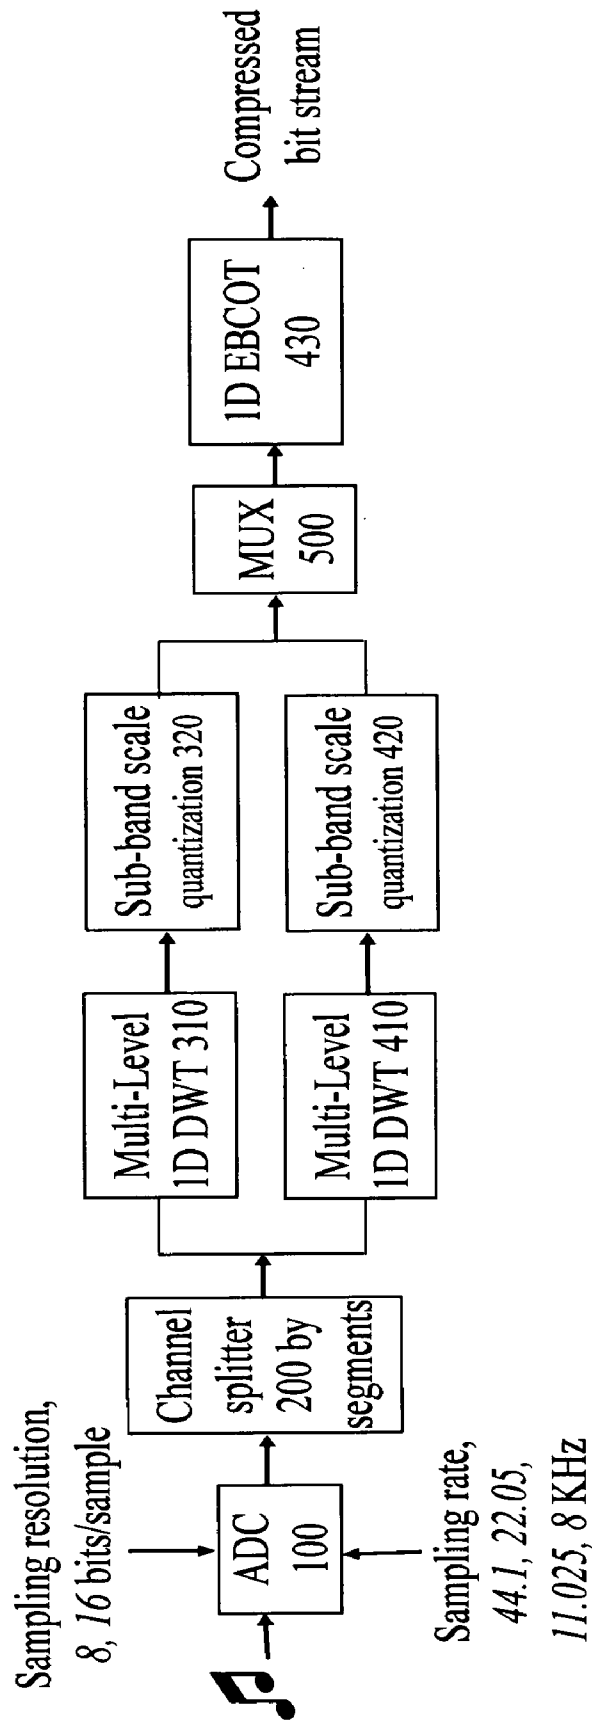 Sampling resolution,
8, 16 bits/sample
ADC
100
Sampling rate,
44.1, 22.05,
11.025, 8 KHz
Channel
splitter
200 by
segments
Multi-Level
1D DWT 310
Sub-band scale
quantization 320
Multi-Level
1D DWT 410
Sub-band scale
quantization 420
MUX
500
1D EBCOT
430
Compressed
bit stream